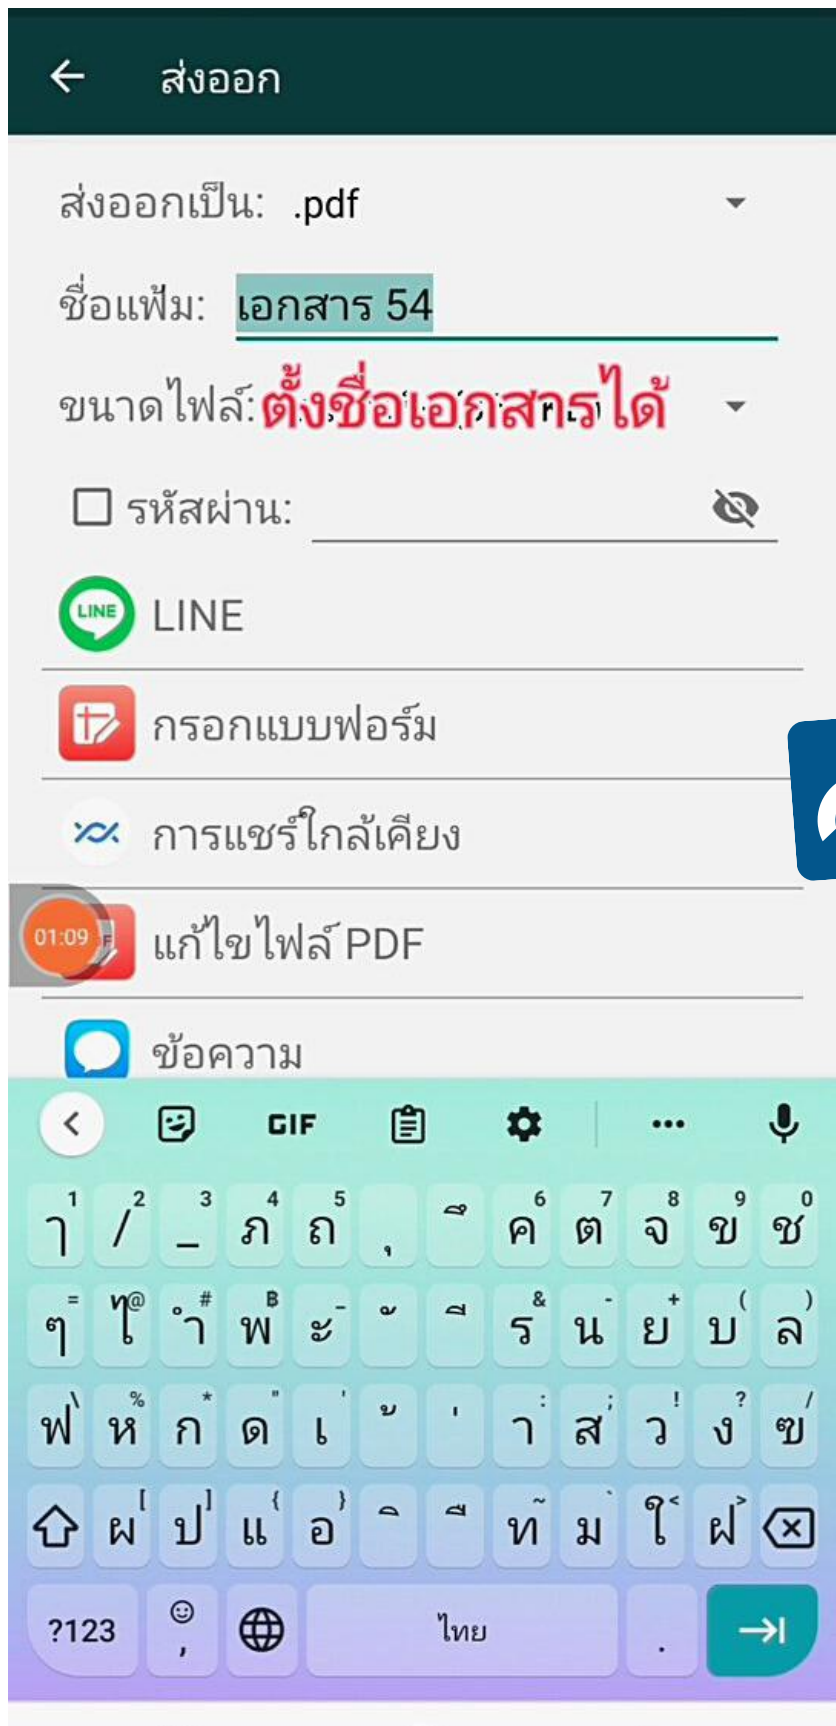 ส่งออก
ส่งออกเป็น: .pdf
ชื่อแฟ้ม: เอกสาร 54
ขนาดไฟล์: ตั้งชื่อเอกสารได้
รหัสผ่าน:
LINE LINE
กรอกแบบฟอร์ม
การแชร์ใกล้เคียง
01:09 แก้ไขไฟล์ PDF
ข้อความ
GIF
ๅ 1 / 2 _ 3 ภ 4 ถ 5 ุ ึ ค 6 ต 7 จ 8 ข 9 ช 0
ๆ = ไ @ ำ # พ ฿ ะ _ ั ี ร & น - ย + บ ( ล )
ฟ \ ห % ก * ด " เ ' ้ ่ า : ส ; ว ! ง ? ฃ /
ผ [ ป ] แ { อ } ิ ื ท ~ ม ` ใ < ฝ >
?123 , ไทย .